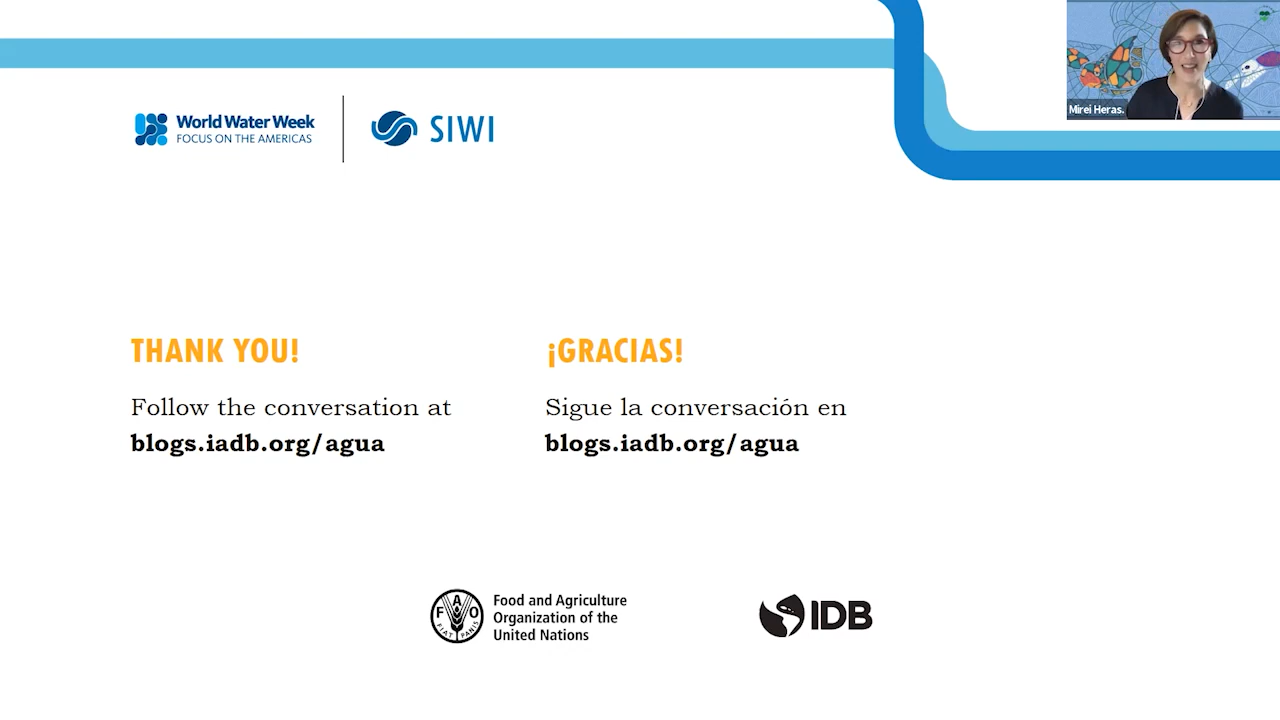 World Water Week
FOCUS ON THE AMERICAS
SIWI
Mirei Heras.
THANK YOU!
Follow the conversation at
blogs.iadb.org/agua
¡GRACIAS!
Sigue la conversación en
blogs.iadb.org/agua
F A O
FIAT PANIS
Food and Agriculture
Organization of the
United Nations
IDB